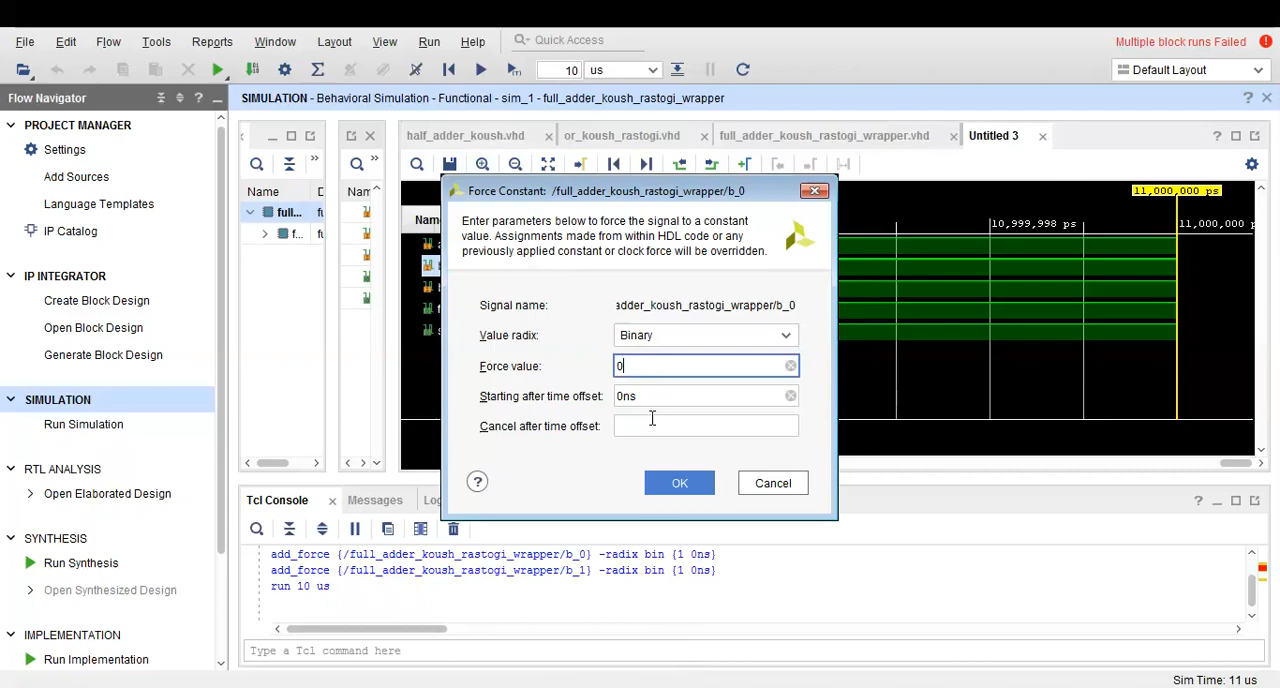 File Edit Flow Tools Reports Window Layout View Run Help Quick Access Multiple block runs Failed
10 us Default Layout
Flow Navigator
SIMULATION - Behavioral Simulation - Functional - sim_1 - full_adder_koush_rastogi_wrapper
PROJECT MANAGER
Settings
Add Sources
Language Templates
IP Catalog
IP INTEGRATOR
Create Block Design
Open Block Design
Generate Block Design
SIMULATION
Run Simulation
RTL ANALYSIS
Open Elaborated Design
SYNTHESIS
Run Synthesis
Open Synthesized Design
IMPLEMENTATION
Run Implementation
half_adder_koush.vhd or_koush_rastogi.vhd full_adder_koush_rastogi_wrapper.vhd Untitled 3
Name
full...
f...
11,000,000 ps
10,999,998 ps 11,000,000
Force Constant: /full_adder_koush_rastogi_wrapper/b_0
Enter parameters below to force the signal to a constant
value. Assignments made from within HDL code or any
previously applied constant or clock force will be overridden.
Signal name: adder_koush_rastogi_wrapper/b_0
Value radix: Binary
Force value: 0
Starting after time offset: 0ns
Cancel after time offset:
? OK Cancel
Tcl Console Messages
add_force {/full_adder_koush_rastogi_wrapper/b_0} -radix bin {1 0ns}
add_force {/full_adder_koush_rastogi_wrapper/b_1} -radix bin {1 0ns}
run 10 us
Type a Tcl command here
Sim Time: 11 us